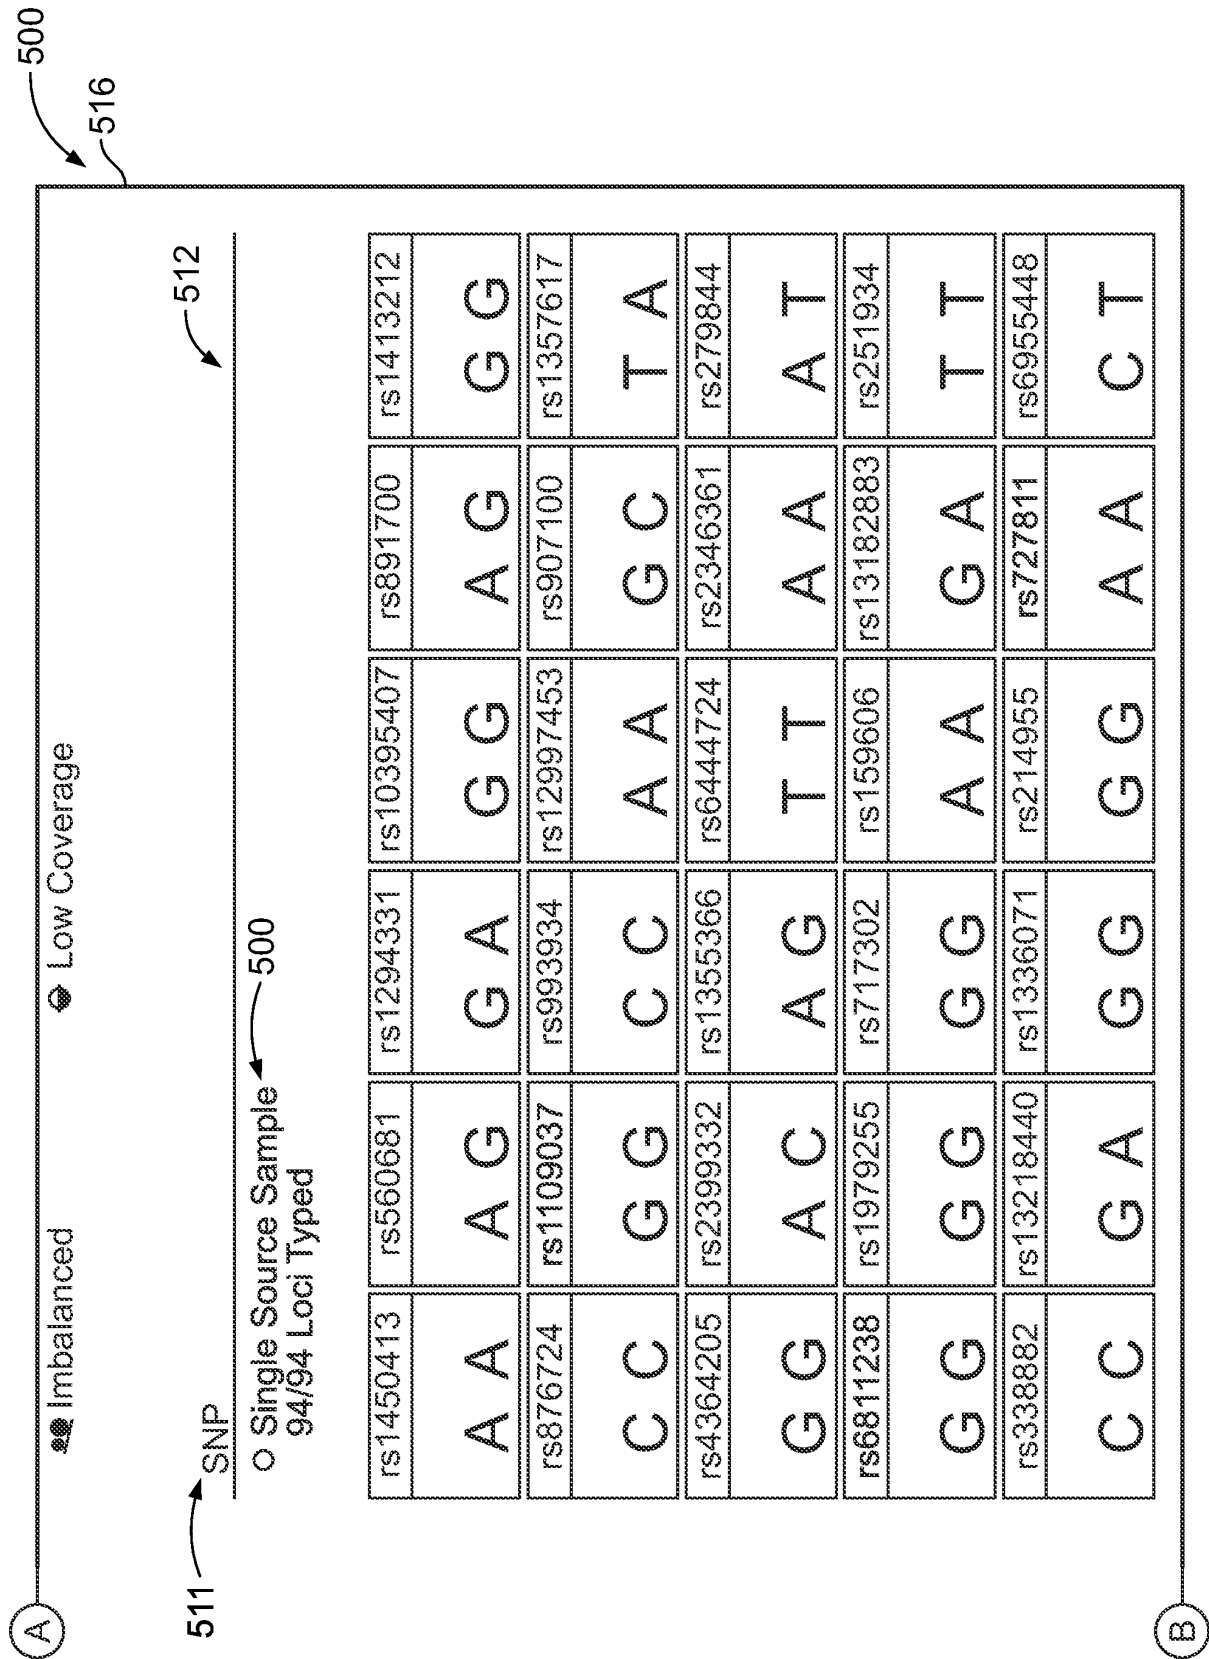 500
516
A
Imbalanced
Low Coverage
511
SNP
512
Single Source Sample
500
94/94 Loci Typed
rs1450413 rs560681 rs1294331 rs10395407 rs891700 rs1413212
A A A G G A G G A G G G
rs876724 rs1109037 rs993934 rs12997453 rs907100 rs1357617
C C G G C C A A G C T A
rs4364205 rs2399332 rs1355366 rs6444724 rs2346361 rs279844
G G A C A G T T A A A T
rs6811238 rs1979255 rs717302 rs159606 rs13182883 rs251934
G G G G G G A A G A T T
rs338882 rs13218440 rs1336071 rs214955 rs727811 rs6955448
C C G A G G G G A A C T
B